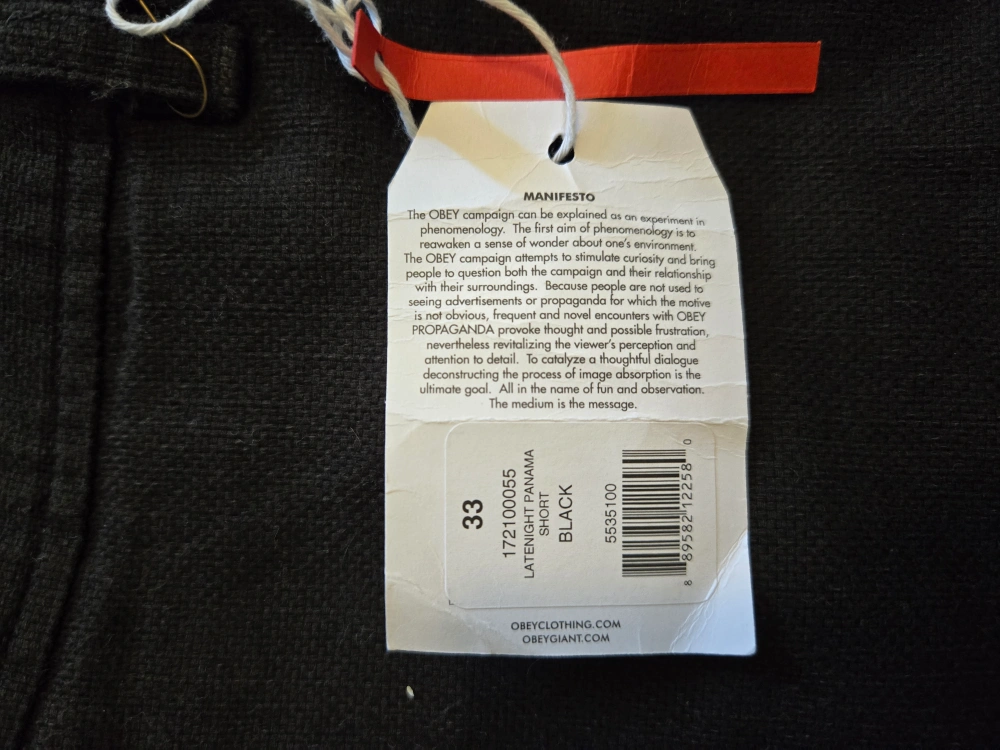 MANIFESTO
The OBEY campaign can be explained as an experiment in
phenomenology. The first aim of phenomenology is to
reawaken a sense of wonder about one's environment.
The OBEY campaign attempts to stimulate curiosity and bring
people to question both the campaign and their relationship
with their surroundings. Because people are not used to
seeing advertisements or propaganda for which the motive
is not obvious, frequent and novel encounters with OBEY
PROPAGANDA provoke thought and possible frustration,
nevertheless revitalizing the viewer's perception and
attention to detail. To catalyze a thoughtful dialogue
deconstructing the process of image absorption is the
ultimate goal. All in the name of fun and observation.
The medium is the message.
33
172100055
LATENIGHT PANAMA
SHORT
BLACK
5535100
8 89582 12258 0
OBEYCLOTHING.COM
OBEYGIANT.COM